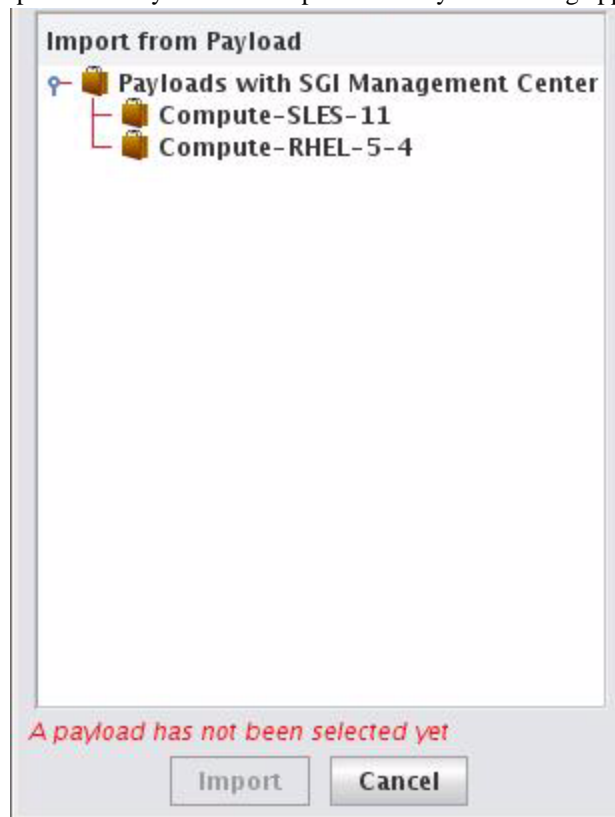 Import from Payload
Payloads with SGI Management Center
Compute-SLES-11
Compute-RHEL-5-4
A payload has not been selected yet
Import Cancel